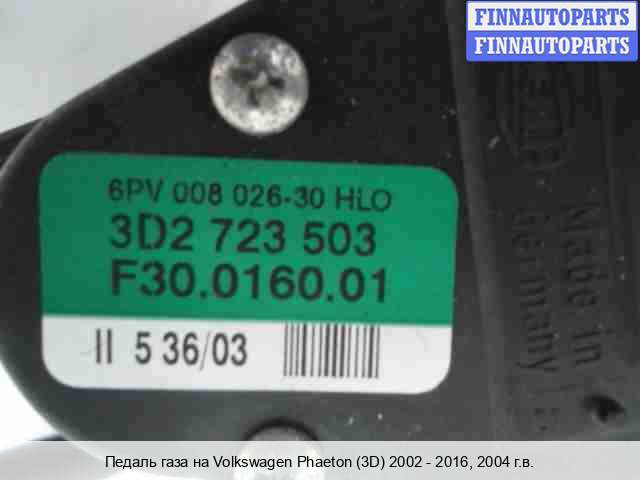 FINNAUTOPARTS
FINNAUTOPARTS
6PV 008 026-30 HLO
3D2 723 503
F30.0160.01
II 5 36/03
Made in
Germany
Педаль газа на Volkswagen Phaeton (3D) 2002 - 2016, 2004 г.в.